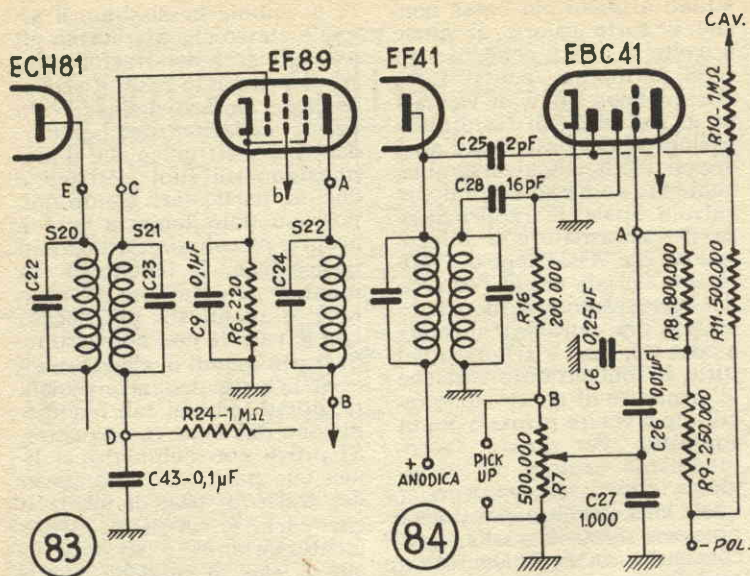 ECH81
EF89
E
C
b
A
S20
S21
S22
C22
C23
C9 0,1µF
R6-220
C24
B
D
R24-1 MΩ
C43-0,1µF
83
EF41
EBC41
CAV.
R10-1MΩ
C25
2pF
C28
16pF
A
R16
200.000
C6 0,25µF
R8-800.000
R11.500.000
0,01µF
C26
B
PICK
UP
500.000
R7
R9-250.000
C27
1.000
+
ANODICA
- POL.
84